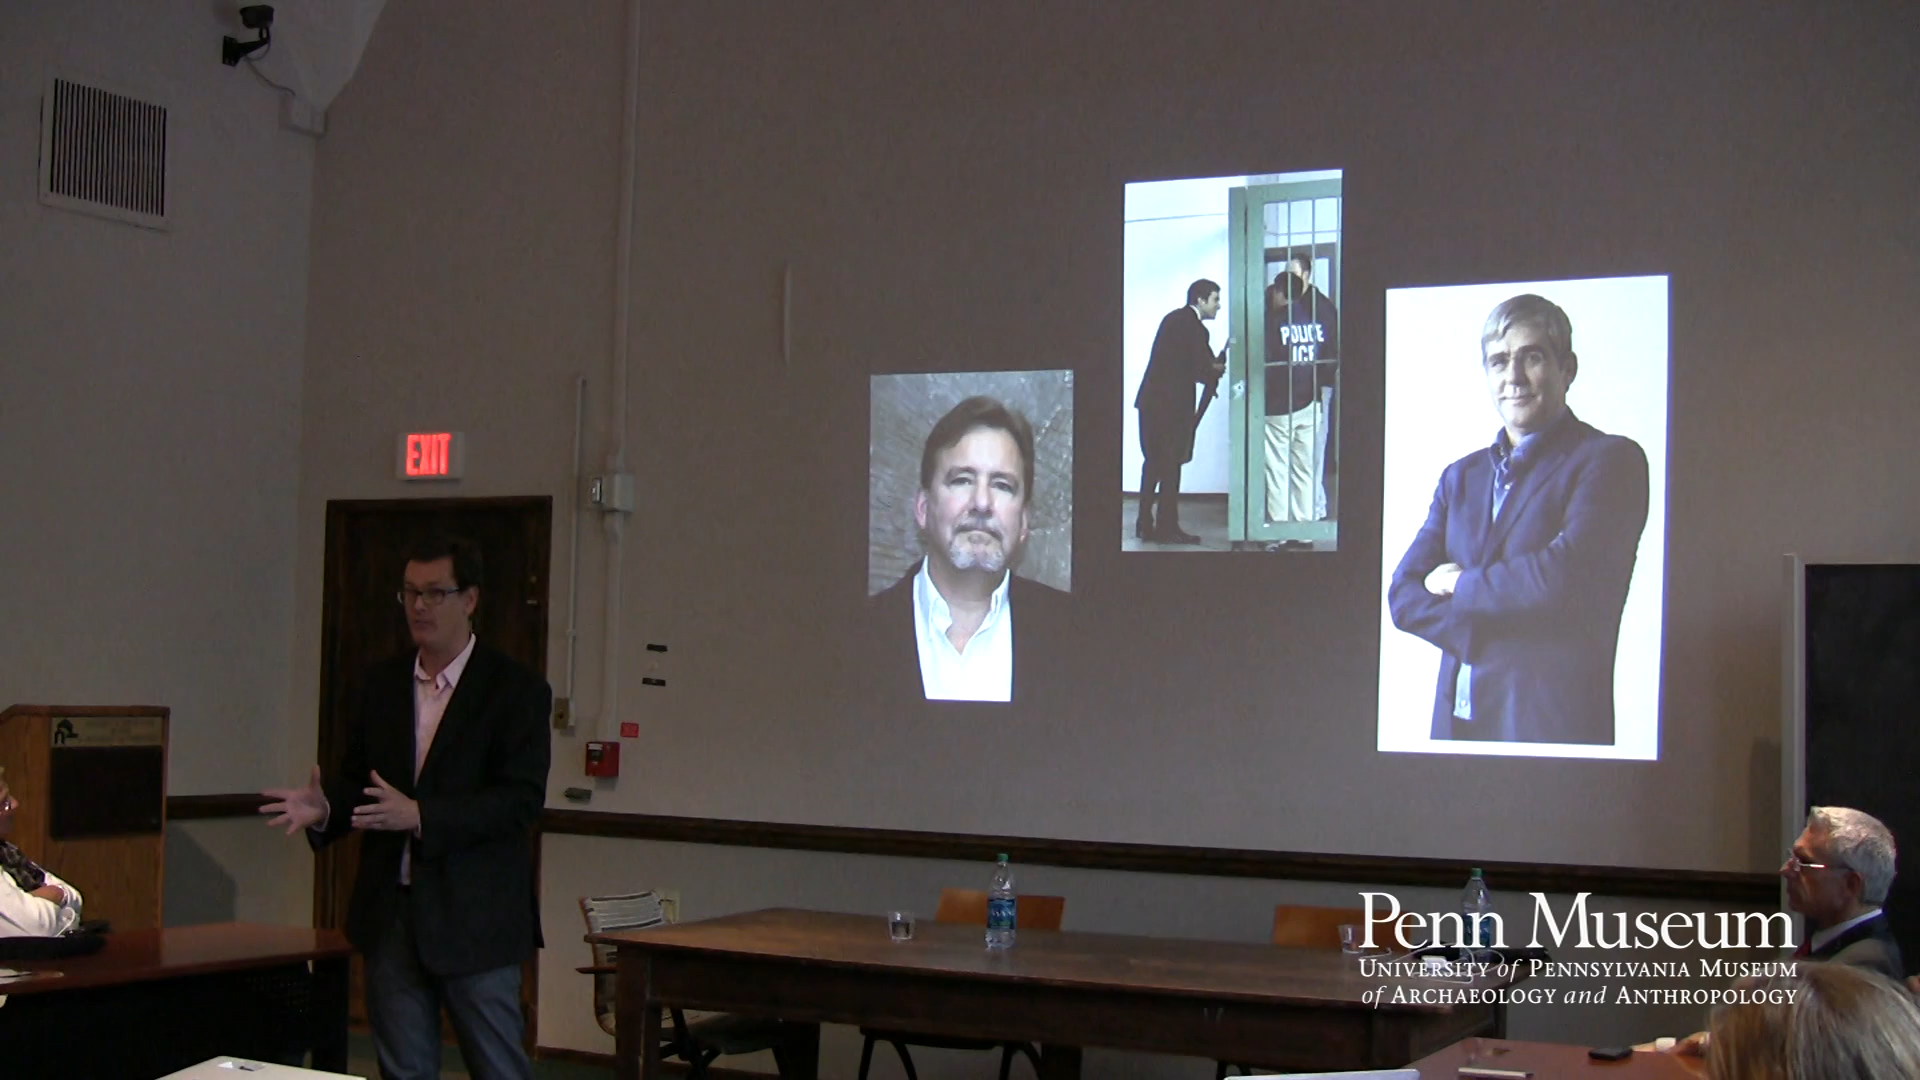 EXIT
POLICE
ICE
Penn Museum
UNIVERSITY of PENNSYLVANIA MUSEUM
of ARCHAEOLOGY and ANTHROPOLOGY